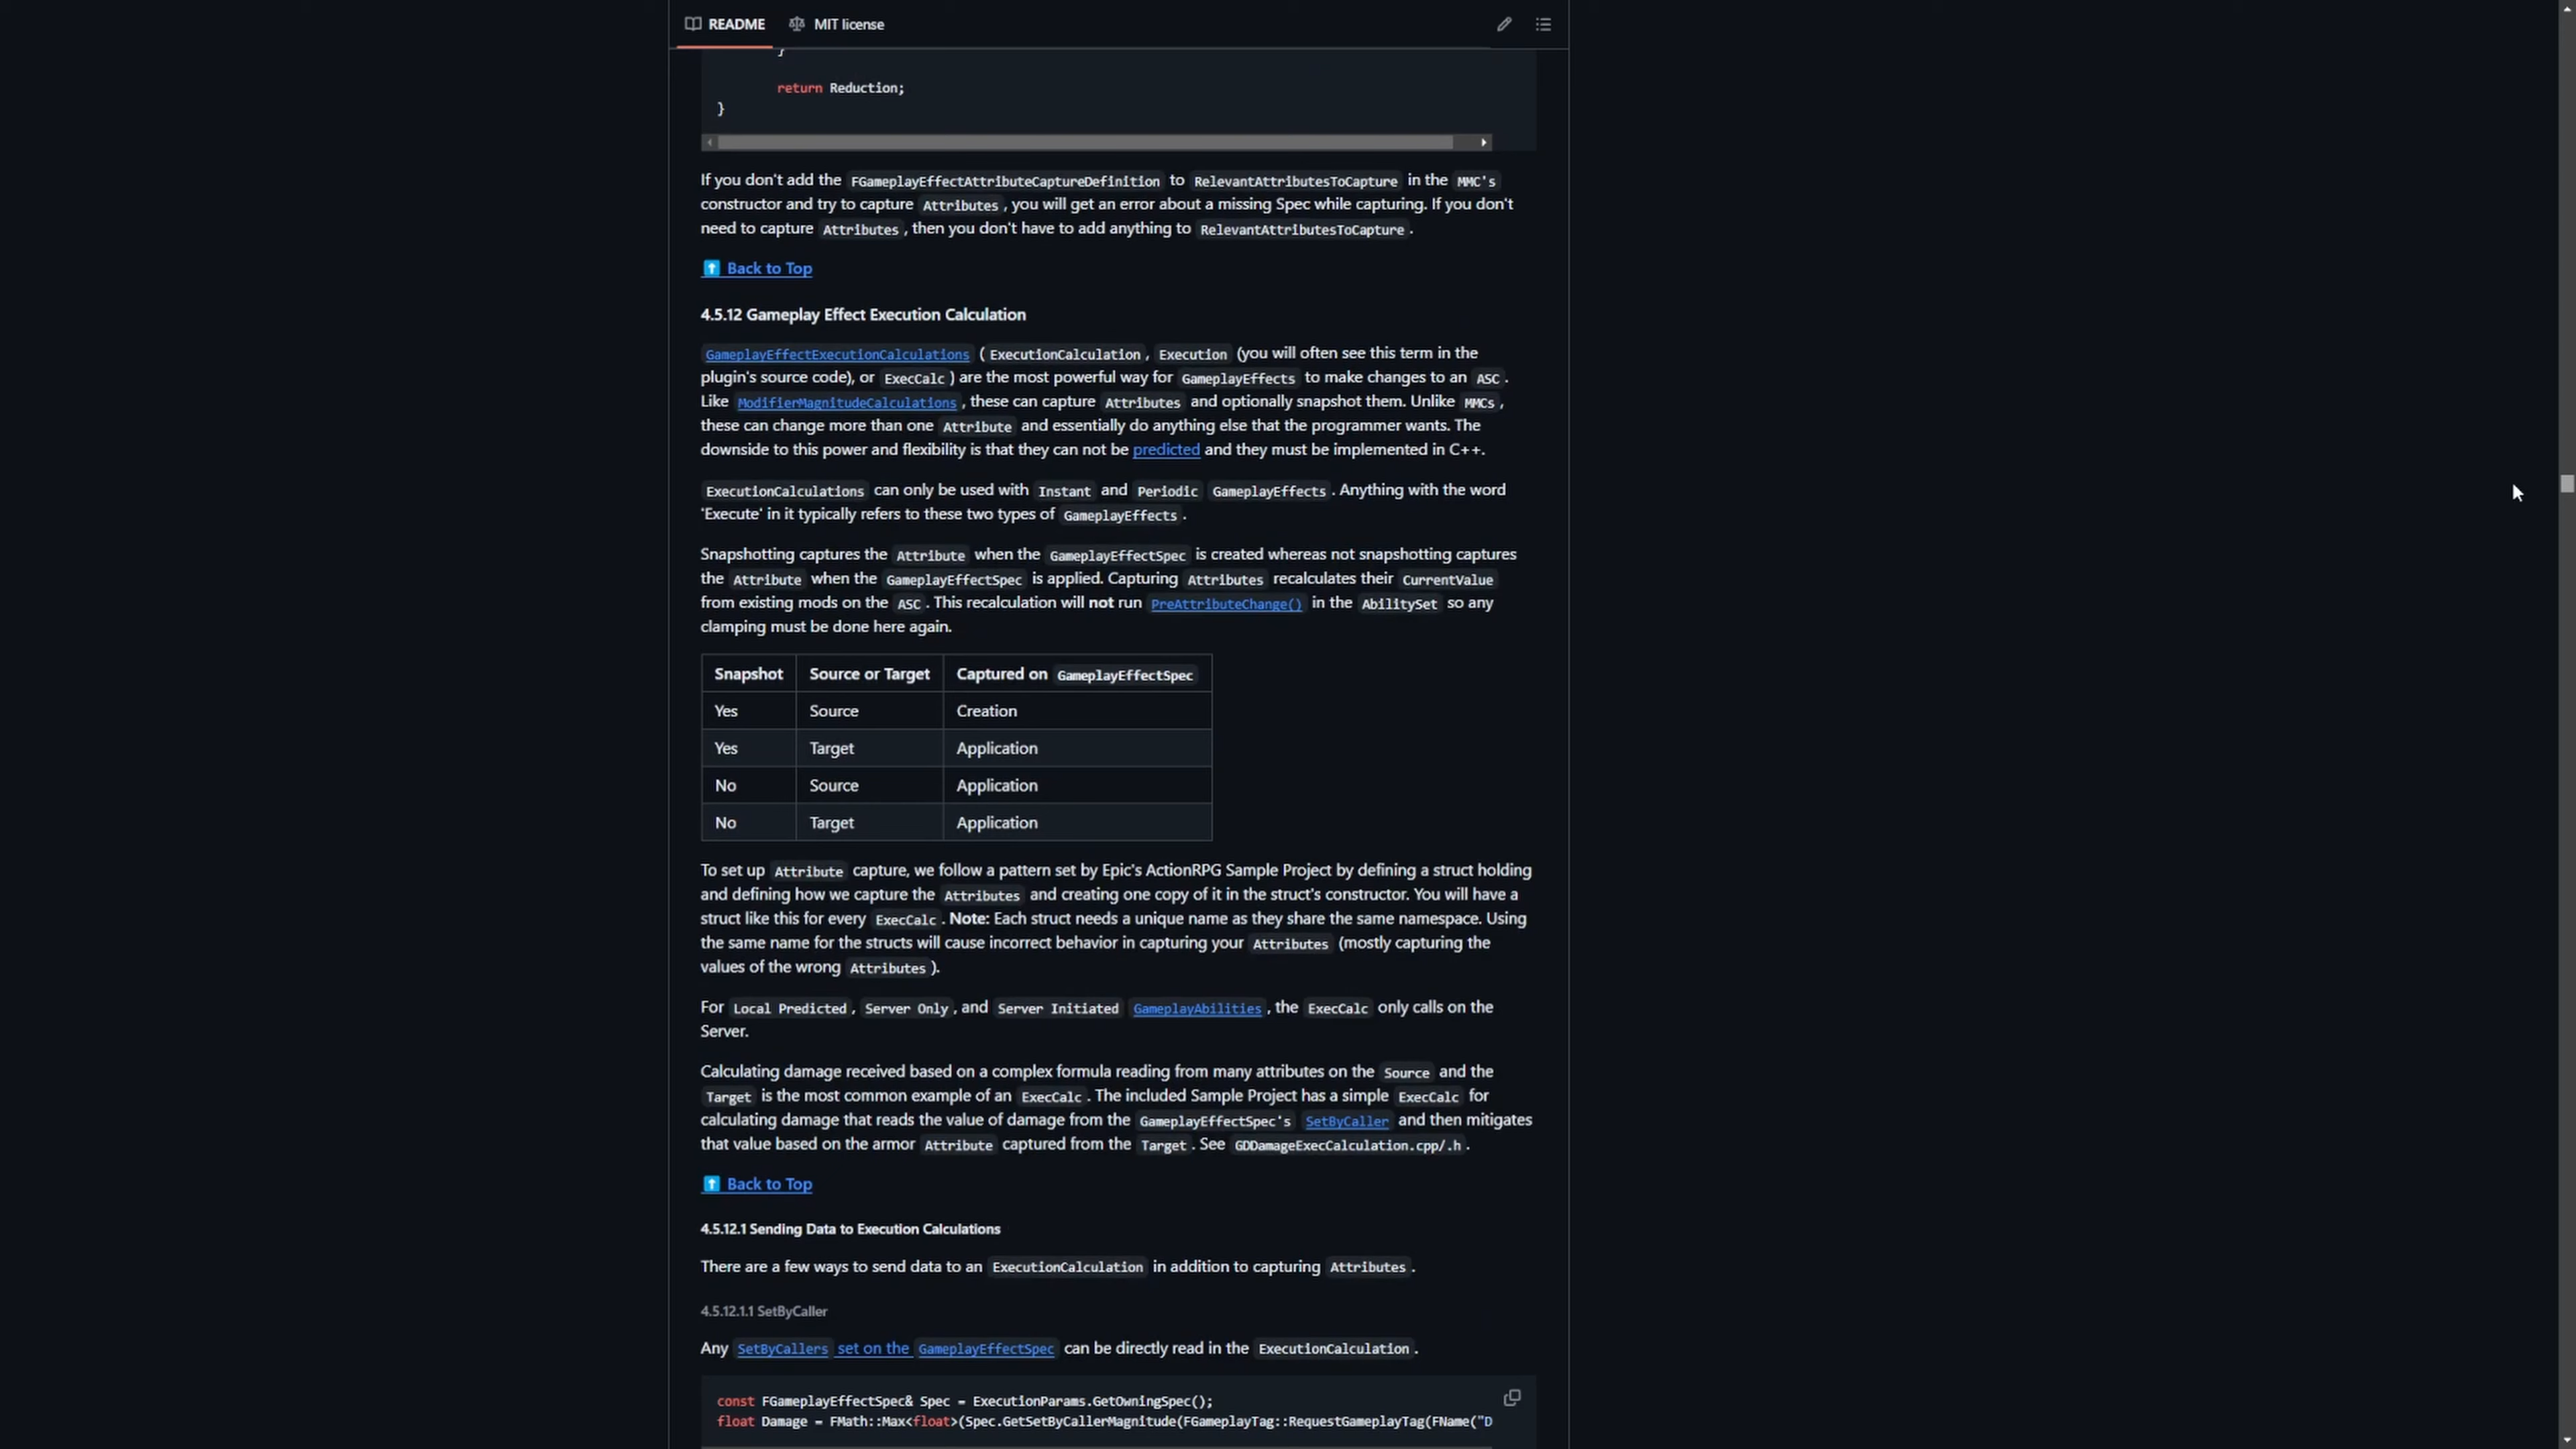 README
MIT license
}
return Reduction;
}
If you don't add the FGameplayEffectAttributeCaptureDefinition to RelevantAttributesToCapture in the MMC's
constructor and try to capture Attributes, you will get an error about a missing Spec while capturing. If you don't
need to capture Attributes, then you don't have to add anything to RelevantAttributesToCapture.
Back to Top
4.5.12 Gameplay Effect Execution Calculation
GameplayEffectExecutionCalculations (ExecutionCalculation, Execution (you will often see this term in the
plugin's source code), or ExecCalc) are the most powerful way for GameplayEffects to make changes to an ASC.
Like ModifierMagnitudeCalculations, these can capture Attributes and optionally snapshot them. Unlike MMCs,
these can change more than one Attribute and essentially do anything else that the programmer wants. The
downside to this power and flexibility is that they can not be predicted and they must be implemented in C++.
ExecutionCalculations can only be used with Instant and Periodic GameplayEffects. Anything with the word
'Execute' in it typically refers to these two types of GameplayEffects.
Snapshotting captures the Attribute when the GameplayEffectSpec is created whereas not snapshotting captures
the Attribute when the GameplayEffectSpec is applied. Capturing Attributes recalculates their CurrentValue
from existing mods on the ASC. This recalculation will not run PreAttributeChange() in the AbilitySet so any
clamping must be done here again.
Snapshot Source or Target Captured on GameplayEffectSpec
Yes Source Creation
Yes Target Application
No Source Application
No Target Application
To set up Attribute capture, we follow a pattern set by Epic's ActionRPG Sample Project by defining a struct holding
and defining how we capture the Attributes and creating one copy of it in the struct's constructor. You will have a
struct like this for every ExecCalc. Note: Each struct needs a unique name as they share the same namespace. Using
the same name for the structs will cause incorrect behavior in capturing your Attributes (mostly capturing the
values of the wrong Attributes).
For Local Predicted, Server Only, and Server Initiated GameplayAbilities, the ExecCalc only calls on the
Server.
Calculating damage received based on a complex formula reading from many attributes on the Source and the
Target is the most common example of an ExecCalc. The included Sample Project has a simple ExecCalc for
calculating damage that reads the value of damage from the GameplayEffectSpec's SetByCaller and then mitigates
that value based on the armor Attribute captured from the Target. See GDDamageExecCalculation.cpp/.h.
Back to Top
4.5.12.1 Sending Data to Execution Calculations
There are a few ways to send data to an ExecutionCalculation in addition to capturing Attributes.
4.5.12.1.1 SetByCaller
Any SetByCallers set on the GameplayEffectSpec can be directly read in the ExecutionCalculation.
const FGameplayEffectSpec& Spec = ExecutionParams.GetOwningSpec();
float Damage = FMath::Max<float>(Spec.GetSetByCallerMagnitude(FGameplayTag::RequestGameplayTag(FName("D